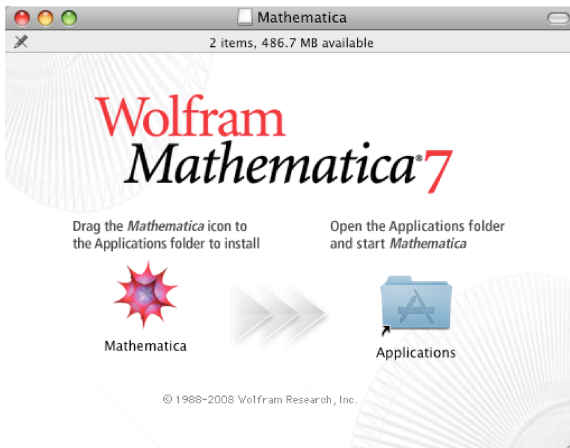 Mathematica
2 items, 486.7 MB available
Wolfram
Mathematica®7
Drag the Mathematica icon to
the Applications folder to install
Open the Applications folder
and start Mathematica
Mathematica
Applications
© 1988-2008 Wolfram Research, Inc.